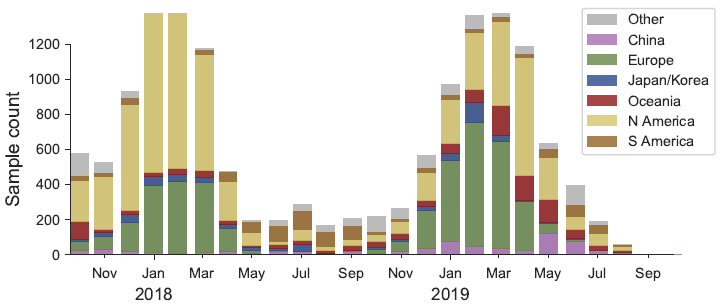 Other
China
Europe
Japan/Korea
Oceania
N America
S America
Sample count
1200
1000
800
600
400
200
0
Nov Jan Mar May Jul Sep Nov Jan Mar May Jul Sep
2018 2019